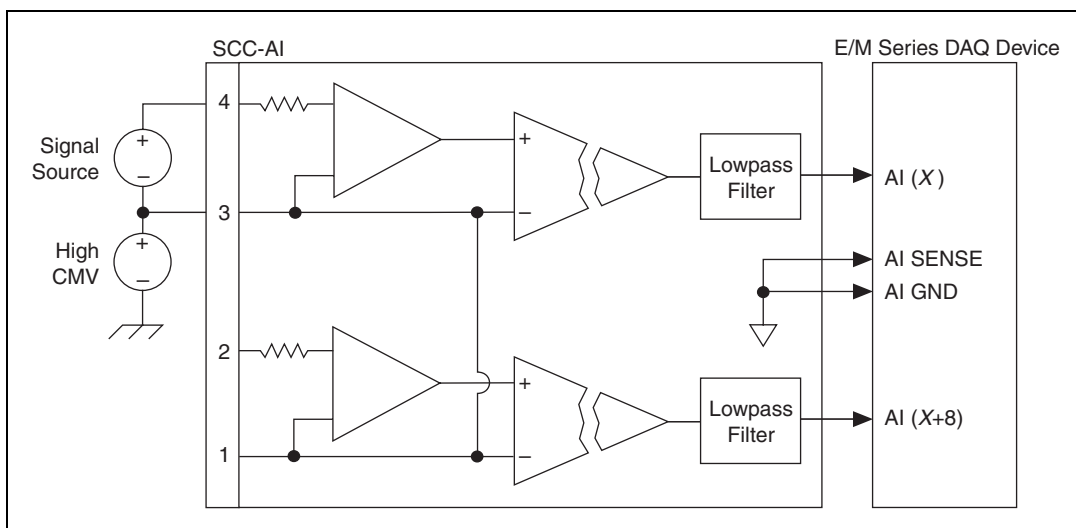 SCC-AI
E/M Series DAQ Device
4
Signal
Source
+
−
3
High
CMV
+
−
+
−
Lowpass
Filter
AI (X)
AI SENSE
AI GND
2
1
+
−
Lowpass
Filter
AI (X+8)